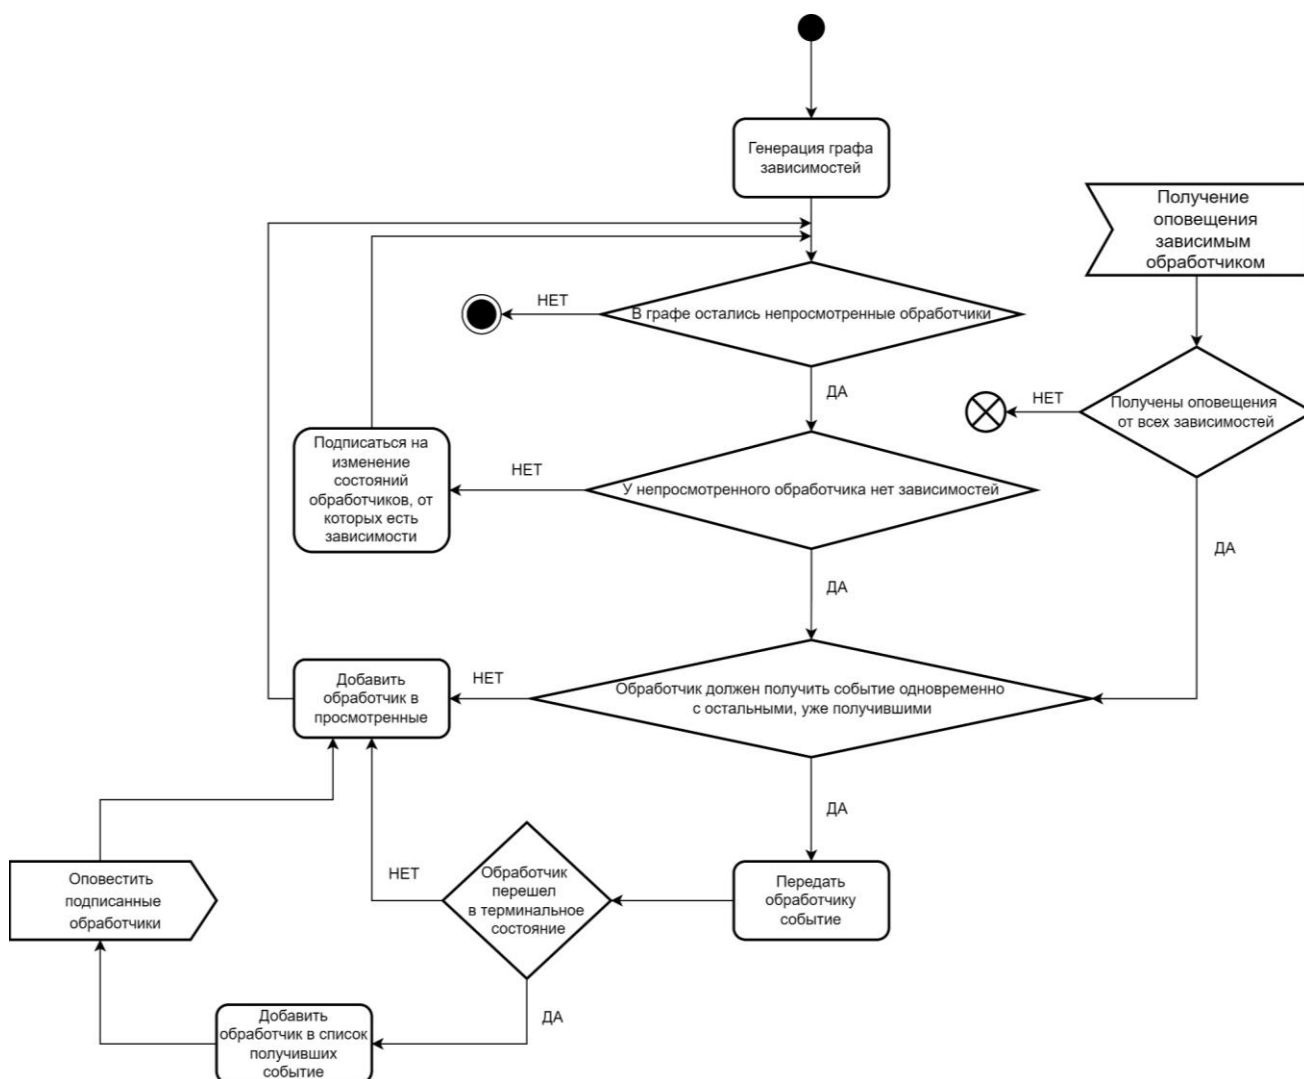 Генерация графа
зависимостей
Получение
оповещения
зависимым
обработчиком
НЕТ
В графе остались непросмотренные обработчики
ДА
НЕТ
Получены оповещения
от всех зависимостей
Подписаться на
изменение
состояний
обработчиков, от
которых есть
зависимости
НЕТ
У непросмотренного обработчика нет зависимостей
ДА
ДА
Добавить
обработчик в
просмотренные
НЕТ
Обработчик должен получить событие одновременно
с остальными, уже получившими
ДА
Оповестить
подписанные
обработчики
НЕТ
Обработчик
перешел
в терминальное
состояние
Передать
обработчику
событие
ДА
Добавить
обработчик в список
получивших
событие